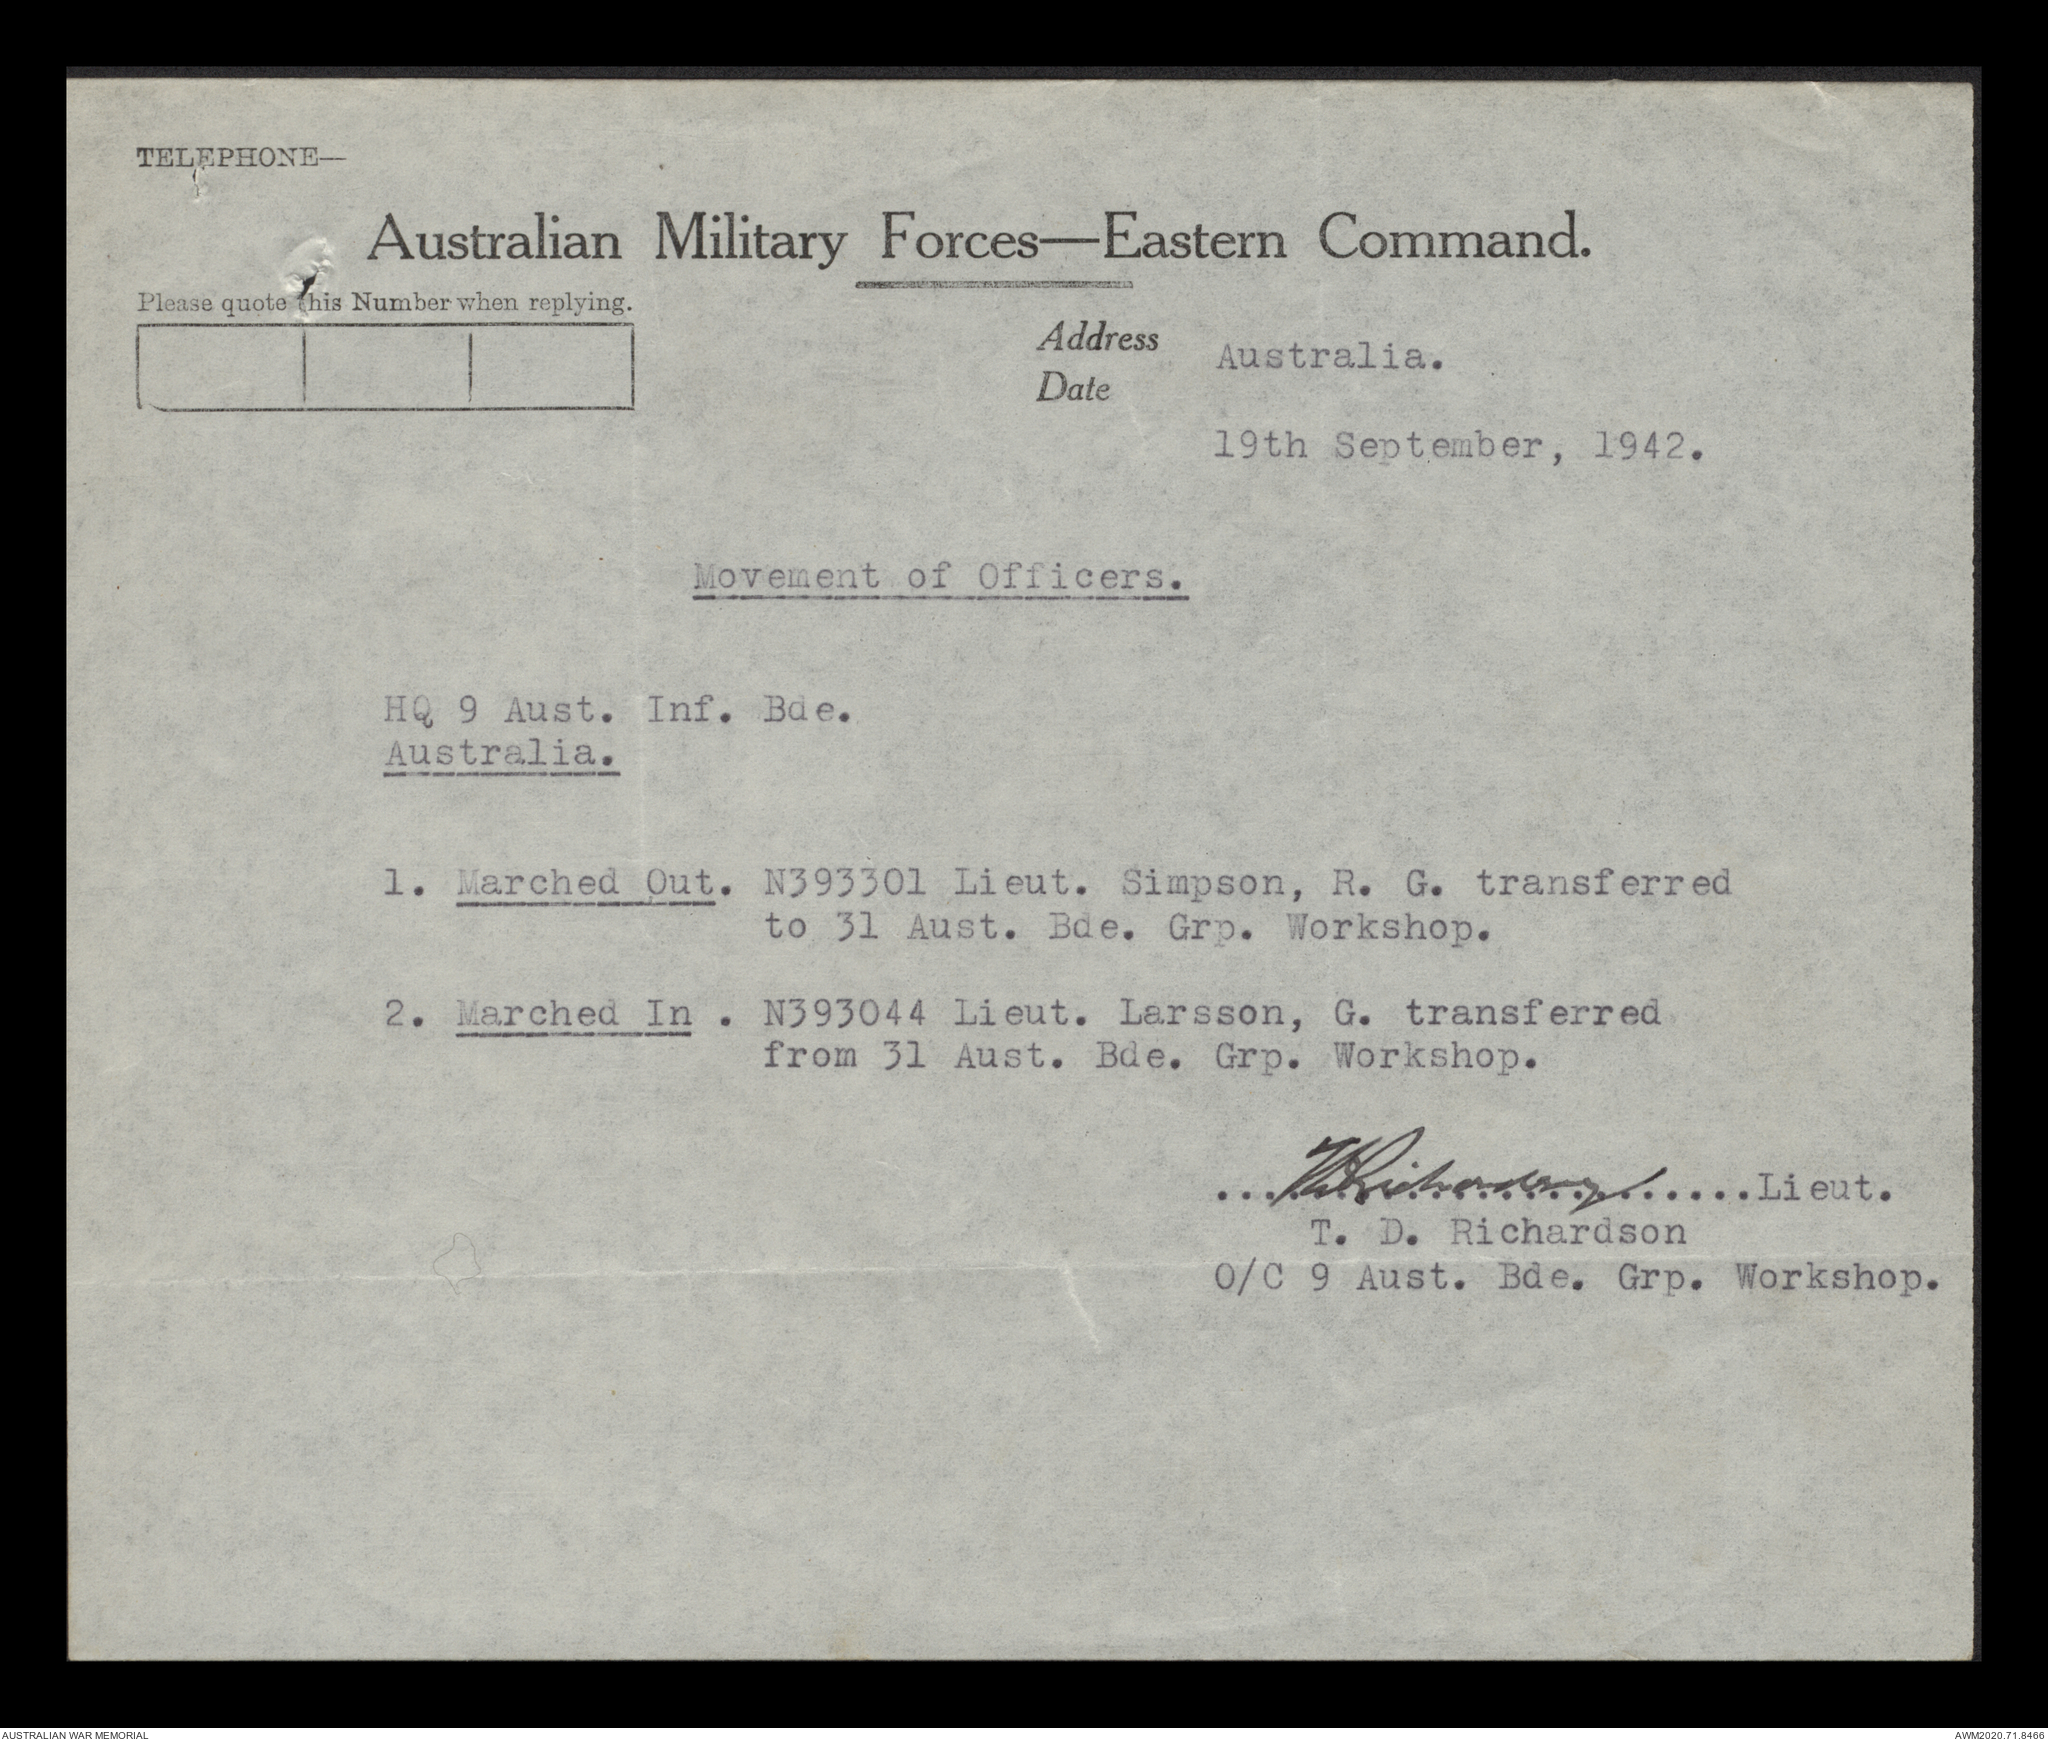 TELEPHONE—
Australian Military Forces—Eastern Command.
Please quote this Number when replying.
Address Australia.
Date
19th September, 1942.
Movement of Officers.
HQ 9 Aust. Inf. Bde.
Australia.
1. Marched Out. N393301 Lieut. Simpson, R. G. transferred
to 31 Aust. Bde. Grp. Workshop.
2. Marched In . N393044 Lieut. Larsson, G. transferred
from 31 Aust. Bde. Grp. Workshop.
TDRichardson Lieut.
T. D. Richardson
O/C 9 Aust. Bde. Grp. Workshop.
AUSTRALIAN WAR MEMORIAL
AWM2020.71.8466